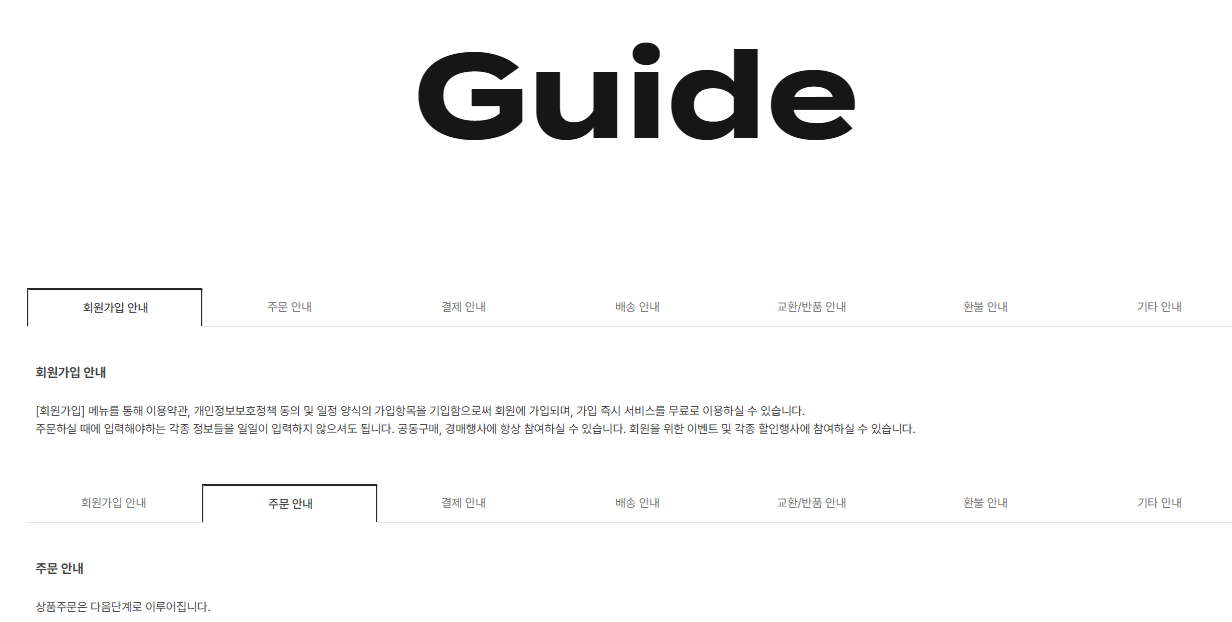 Guide
회원가입 안내 주문 안내 결제 안내 배송 안내 교환/반품 안내 환불 안내 기타 안내
회원가입 안내
[회원가입] 메뉴를 통해 이용약관, 개인정보보호정책 동의 및 일정 양식의 가입항목을 기입함으로써 회원에 가입되며, 가입 즉시 서비스를 무료로 이용하실 수 있습니다.
주문하실 때에 입력해야하는 각종 정보들을 일일이 입력하지 않으셔도 됩니다. 공동구매, 경매행사에 항상 참여하실 수 있습니다. 회원을 위한 이벤트 및 각종 할인행사에 참여하실 수 있습니다.
회원가입 안내 주문 안내 결제 안내 배송 안내 교환/반품 안내 환불 안내 기타 안내
주문 안내
상품주문은 다음단계로 이루어집니다.